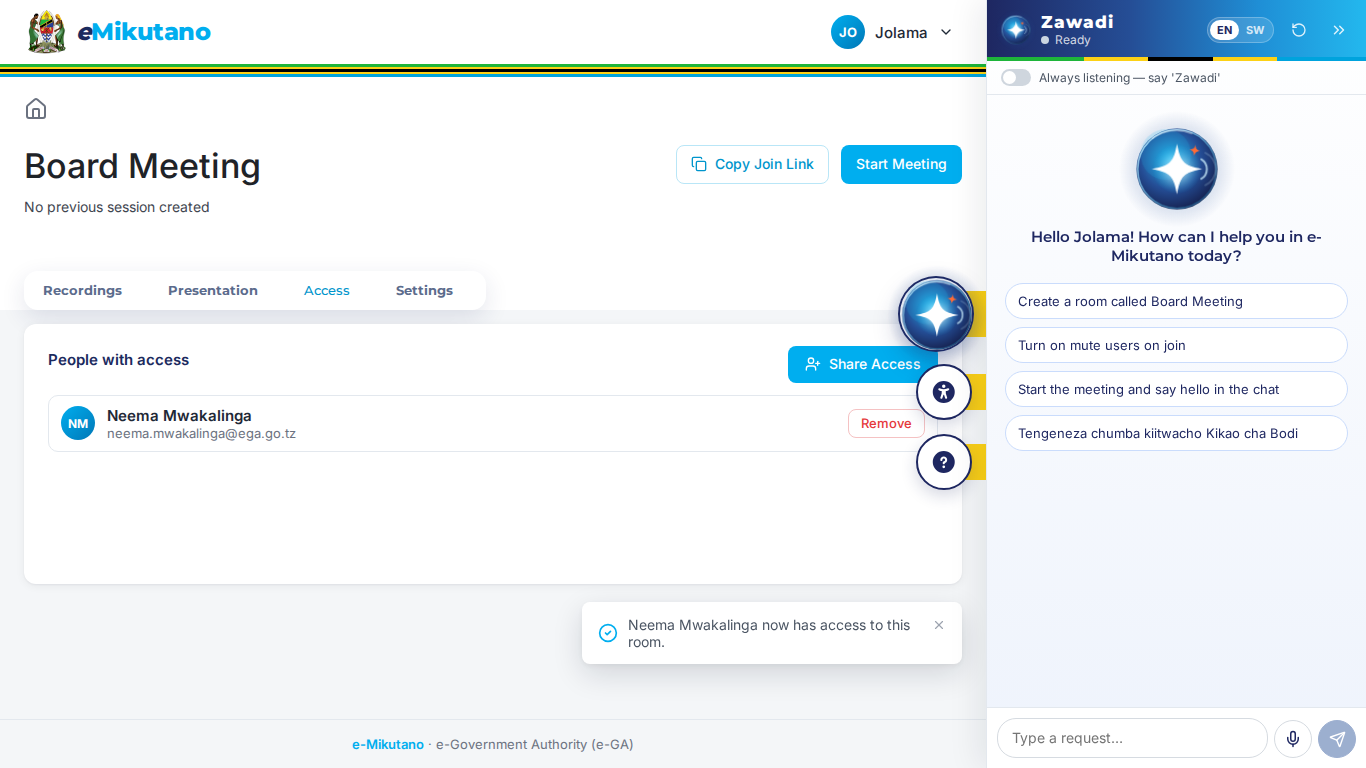 eMikutano
JO
Jolama
Board Meeting
Copy Join Link
Start Meeting
No previous session created
Recordings
Presentation
Access
Settings
People with access
Share Access
NM
Neema Mwakalinga
neema.mwakalinga@ega.go.tz
Remove
?
Neema Mwakalinga now has access to this
room.
e-Mikutano · e-Government Authority (e-GA)
Zawadi
Ready
EN
SW
Always listening — say 'Zawadi'
Hello Jolama! How can I help you in e-
Mikutano today?
Create a room called Board Meeting
Turn on mute users on join
Start the meeting and say hello in the chat
Tengeneza chumba kiitwacho Kikao cha Bodi
Type a request...